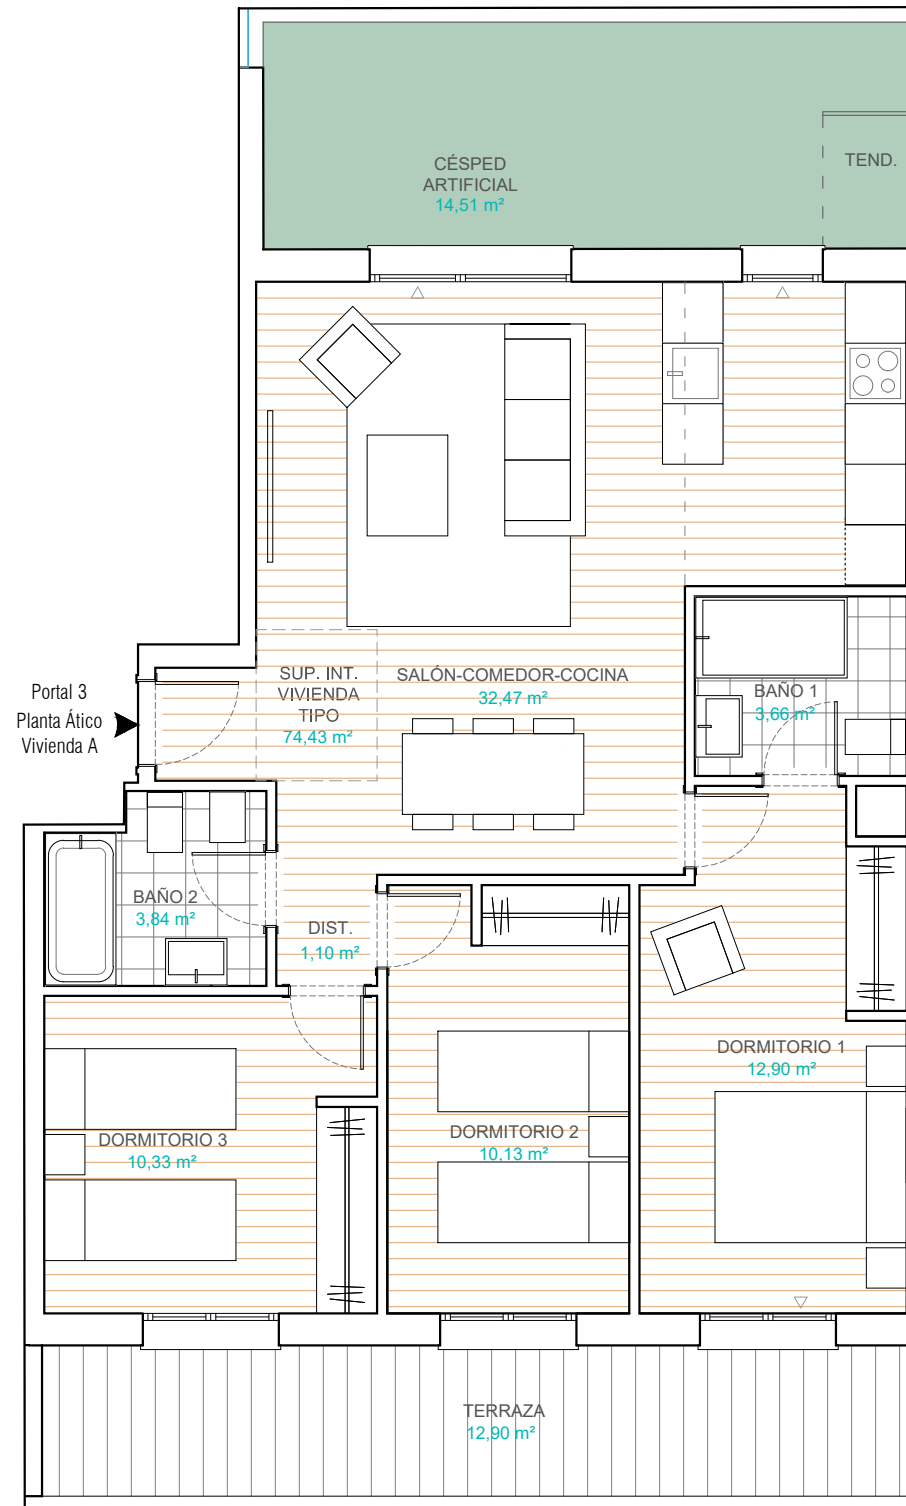 CÉSPED
ARTIFICIAL
14,51 m²
TEND.
SUP. INT.
VIVIENDA
TIPO
74,43 m²
SALÓN-COMEDOR-COCINA
32,47 m²
BAÑO 1
3,66 m²
Portal 3
Planta Ático
Vivienda A
BAÑO 2
3,84 m²
DIST.
1,10 m²
DORMITORIO 1
12,90 m²
DORMITORIO 2
10,13 m²
DORMITORIO 3
10,33 m²
TERRAZA
12,90 m²